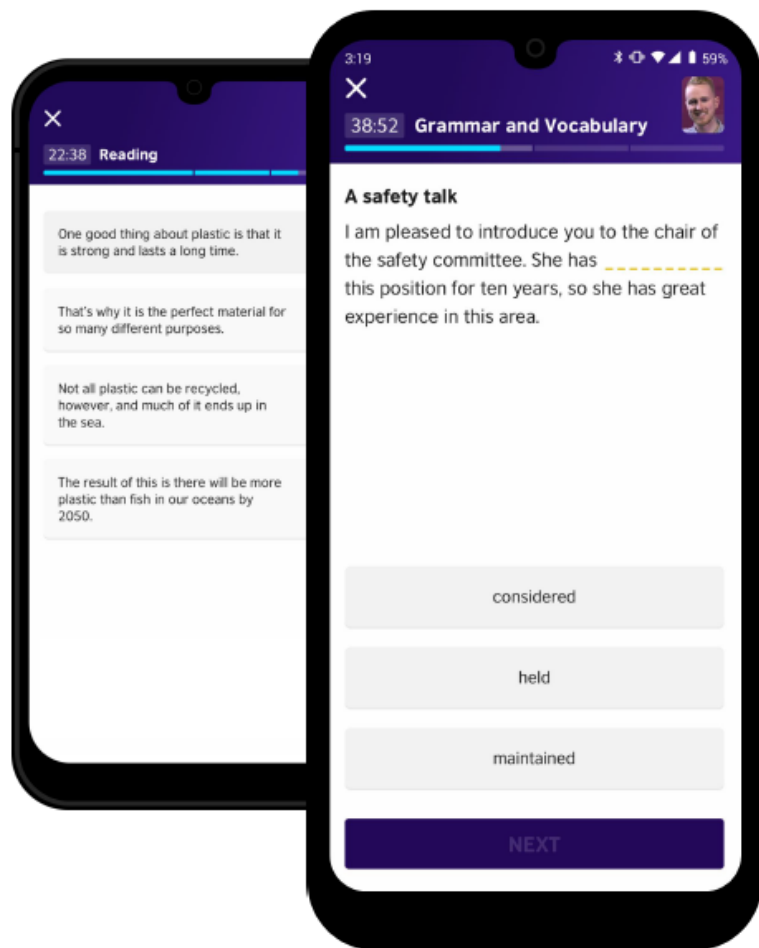 22:38 Reading
One good thing about plastic is that it
is strong and lasts a long time.
That's why it is the perfect material for
so many different purposes.
Not all plastic can be recycled,
however, and much of it ends up in
the sea.
The result of this is there will be more
plastic than fish in our oceans by
2050.
3:19 59%
38:52 Grammar and Vocabulary
A safety talk
I am pleased to introduce you to the chair of
the safety committee. She has
this position for ten years, so she has great
experience in this area.
considered
held
maintained
NEXT